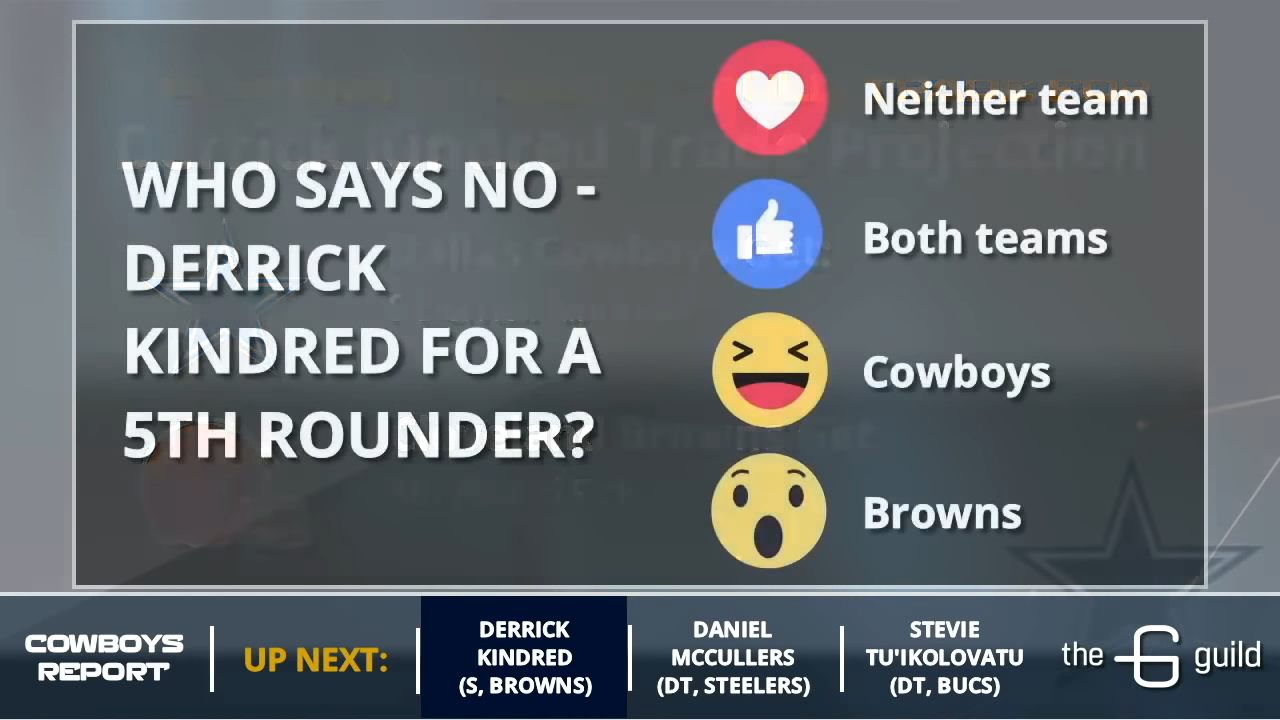 WHO SAYS NO -
DERRICK
KINDRED FOR A
5TH ROUNDER?
Neither team
Both teams
Cowboys
Browns
COWBOYS
REPORT
UP NEXT:
DERRICK
KINDRED
(S, BROWNS)
DANIEL
MCCULLERS
(DT, STEELERS)
STEVIE
TU'IKOLOVATU
(DT, BUCS)
the G guild